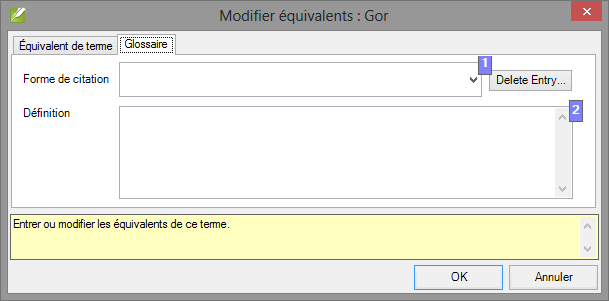 Modifier équivalents : Gor
Équivalent de terme Glossaire
Forme de citation 1 Delete Entry...
Définition 2
Entrer ou modifier les équivalents de ce terme.
OK Annuler